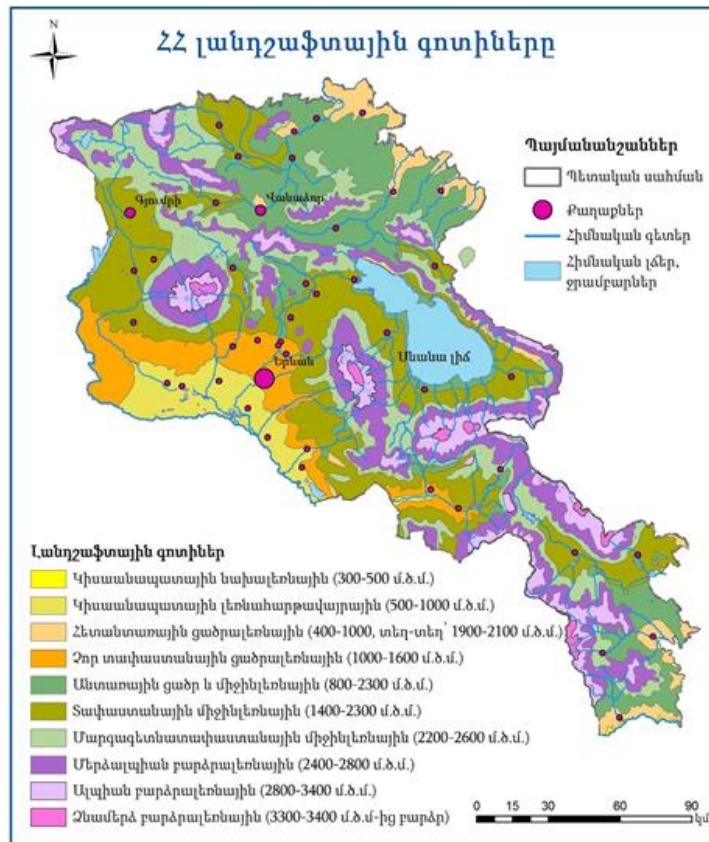 N
ՀՀ լանդշաֆտային գոտիները
Պայմանանշաններ
Պետական սահման
Քաղաքներ
Հիմնական գետեր
Հիմնական լճեր,
ջրամբարներ
Գյումրի
Վանաձոր
Երևան
Սևանա լիճ
Լանդշաֆտային գոտիներ
Կիսաանապատային նախալեռնային (300-500 մ.ծ.մ.)
Կիսաանապատային լեռնահարթավայրային (500-1000 մ.ծ.մ.)
Հետանտառային ցածրալեռնային (400-1000, տեղ-տեղ՝ 1900-2100 մ.ծ.մ.)
Չոր տափաստանային ցածրալեռնային (1000-1600 մ.ծ.մ.)
Անտառային ցածր և միջինլեռնային (800-2300 մ.ծ.մ.)
Տափաստանային միջինլեռնային (1400-2300 մ.ծ.մ.)
Մարգագետնատափաստանային միջինլեռնային (2200-2600 մ.ծ.մ.)
Մերձալպիան բարձրալեռնային (2400-2800 մ.ծ.մ.)
Ալպիան բարձրալեռնային (2800-3400 մ.ծ.մ.)
Ձնամերձ բարձրալեռնային (3300-3400 մ.ծ.մ-ից բարձր)
0 15 30 60 90
կմ